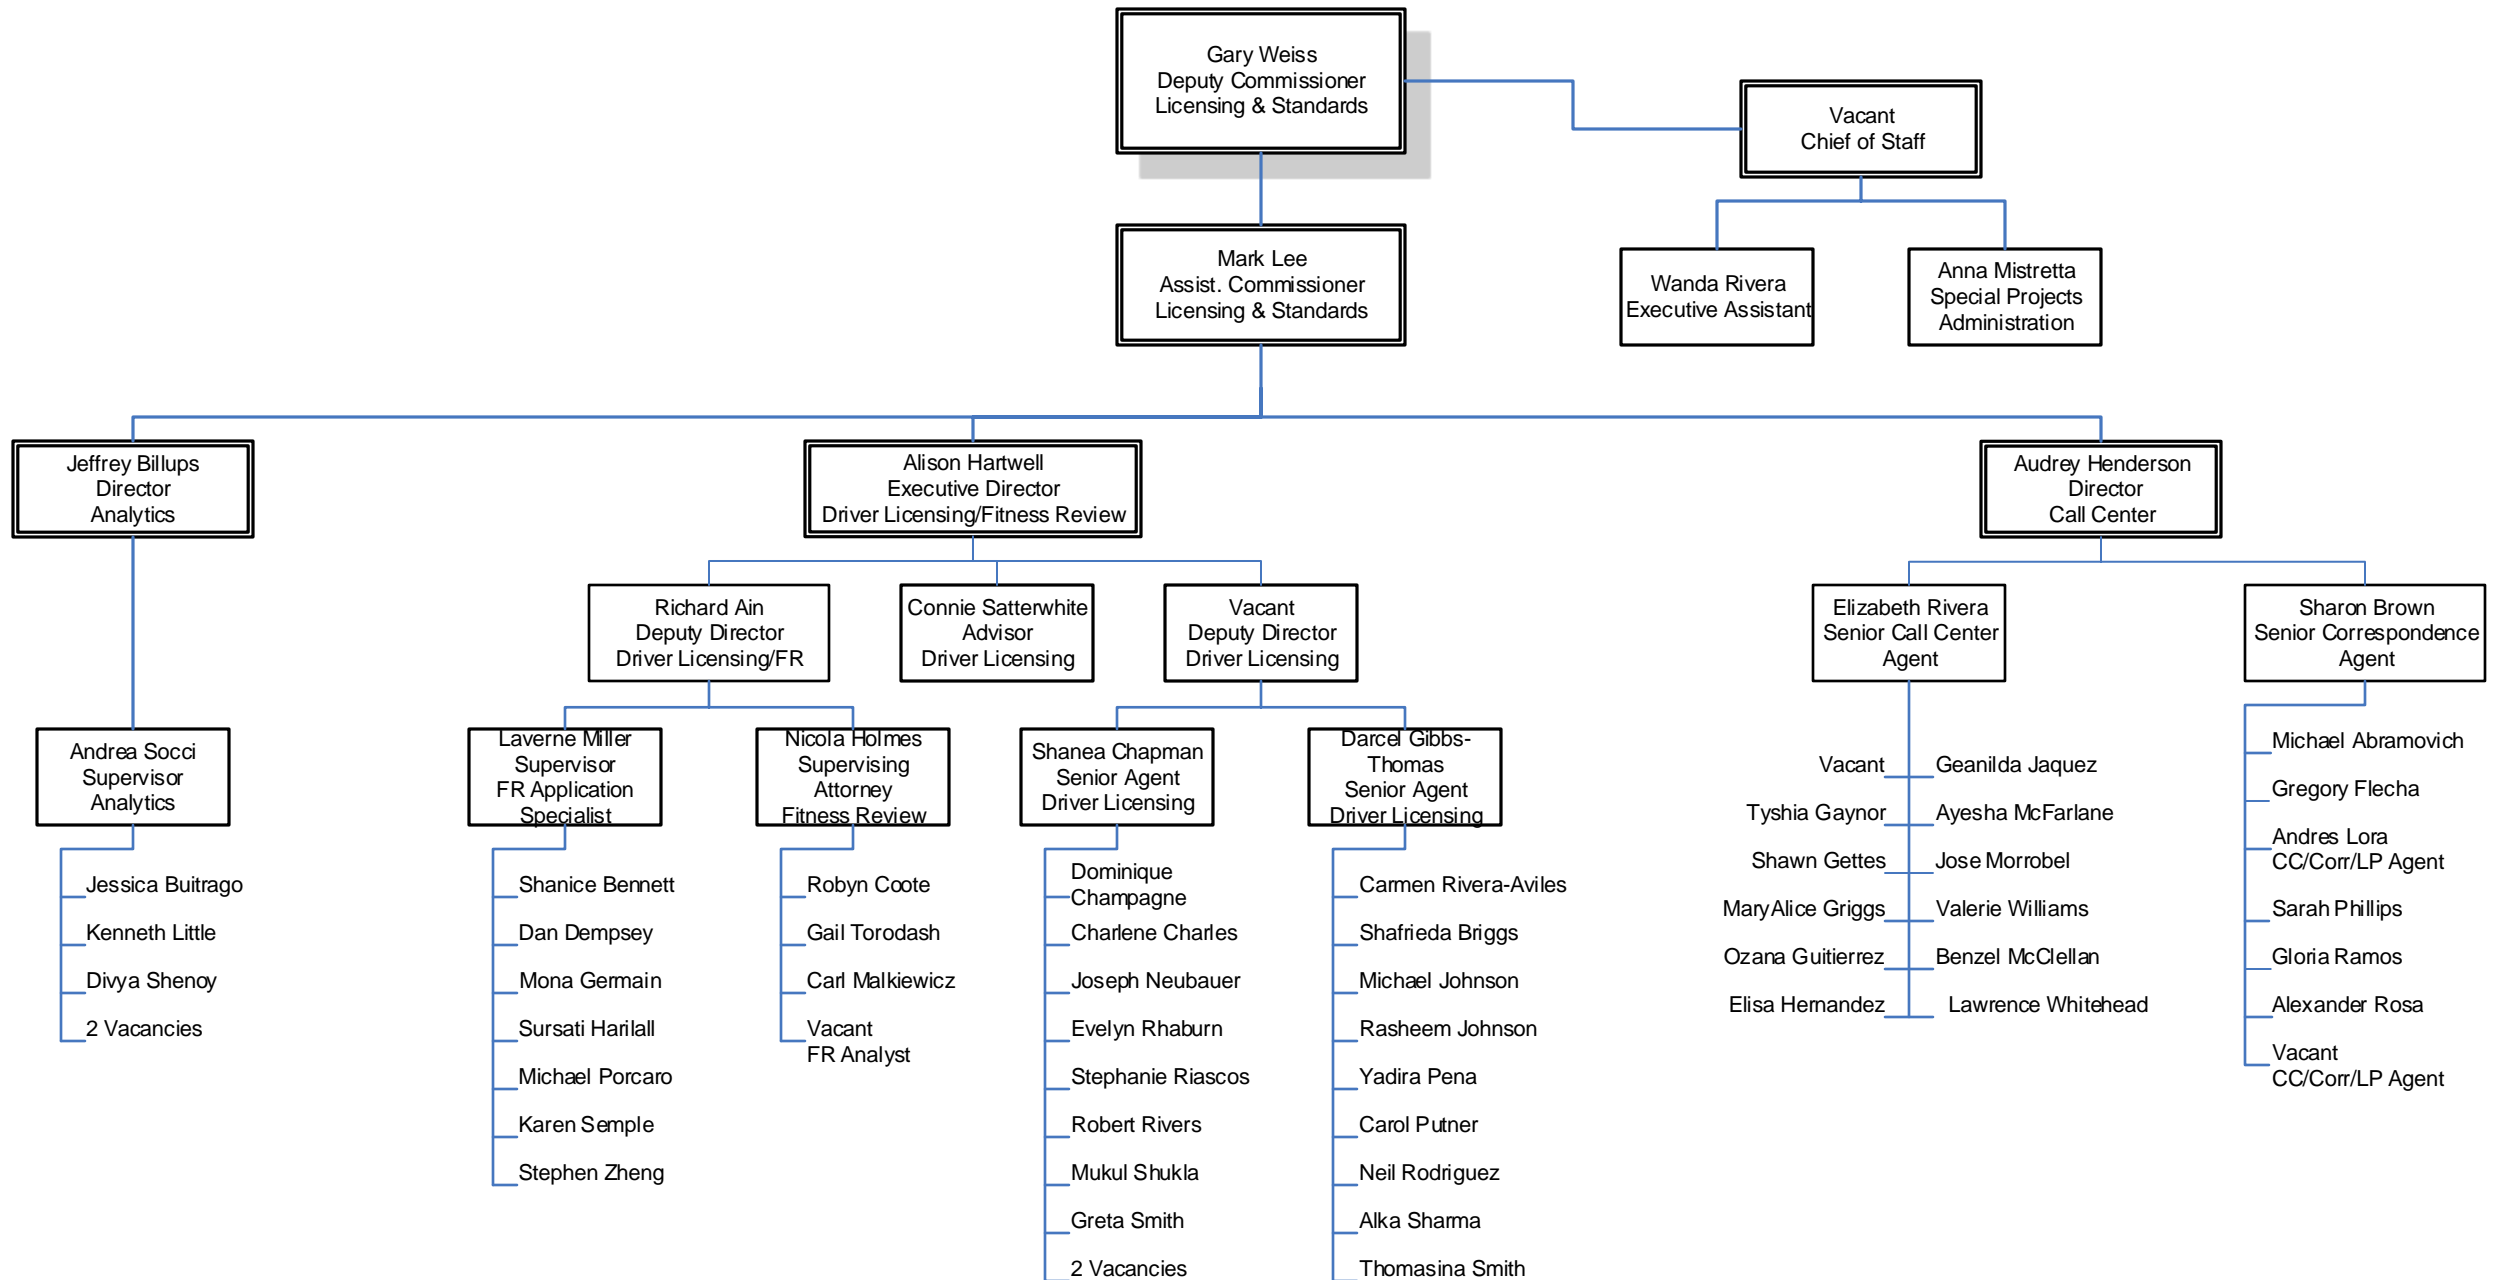 Gary Weiss
Deputy Commissioner
Licensing & Standards
Vacant
Chief of Staff
Mark Lee
Assist. Commissioner
Licensing & Standards
Wanda Rivera
Executive Assistant
Anna Mistretta
Special Projects
Administration
Jeffrey Billups
Director
Analytics
Alison Hartwell
Executive Director
Driver Licensing/Fitness Review
Audrey Henderson
Director
Call Center
Richard Ain
Deputy Director
Driver Licensing/FR
Connie Satterwhite
Advisor
Driver Licensing
Vacant
Deputy Director
Driver Licensing
Elizabeth Rivera
Senior Call Center
Agent
Sharon Brown
Senior Correspondence
Agent
Andrea Socci
Supervisor
Analytics
Laverne Miller
Supervisor
FR Application
Specialist
Nicola Holmes
Supervising
Attorney
Fitness Review
Shanea Chapman
Senior Agent
Driver Licensing
Darcel Gibbs-
Thomas
Senior Agent
Driver Licensing
Jessica Buitrago
Kenneth Little
Divya Shenoy
2 Vacancies
Shanice Bennett
Dan Dempsey
Mona Germain
Sursati Harilall
Michael Porcaro
Karen Semple
Stephen Zheng
Robyn Coote
Gail Torodash
Carl Malkiewicz
Vacant
FR Analyst
Dominique
Champagne
Charlene Charles
Joseph Neubauer
Evelyn Rhaburn
Stephanie Riascos
Robert Rivers
Mukul Shukla
Greta Smith
2 Vacancies
Carmen Rivera-Aviles
Shafrieda Briggs
Michael Johnson
Rasheem Johnson
Yadira Pena
Carol Putner
Neil Rodriguez
Alka Sharma
Thomasina Smith
Vacant
Tyshia Gaynor
Shawn Gettes
MaryAlice Griggs
Ozana Guitierrez
Elisa Hernandez
Geanilda Jaquez
Ayesha McFarlane
Jose Morrobel
Valerie Williams
Benzel McClellan
Lawrence Whitehead
Michael Abramovich
Gregory Flecha
Andres Lora
CC/Corr/LP Agent
Sarah Phillips
Gloria Ramos
Alexander Rosa
Vacant
CC/Corr/LP Agent